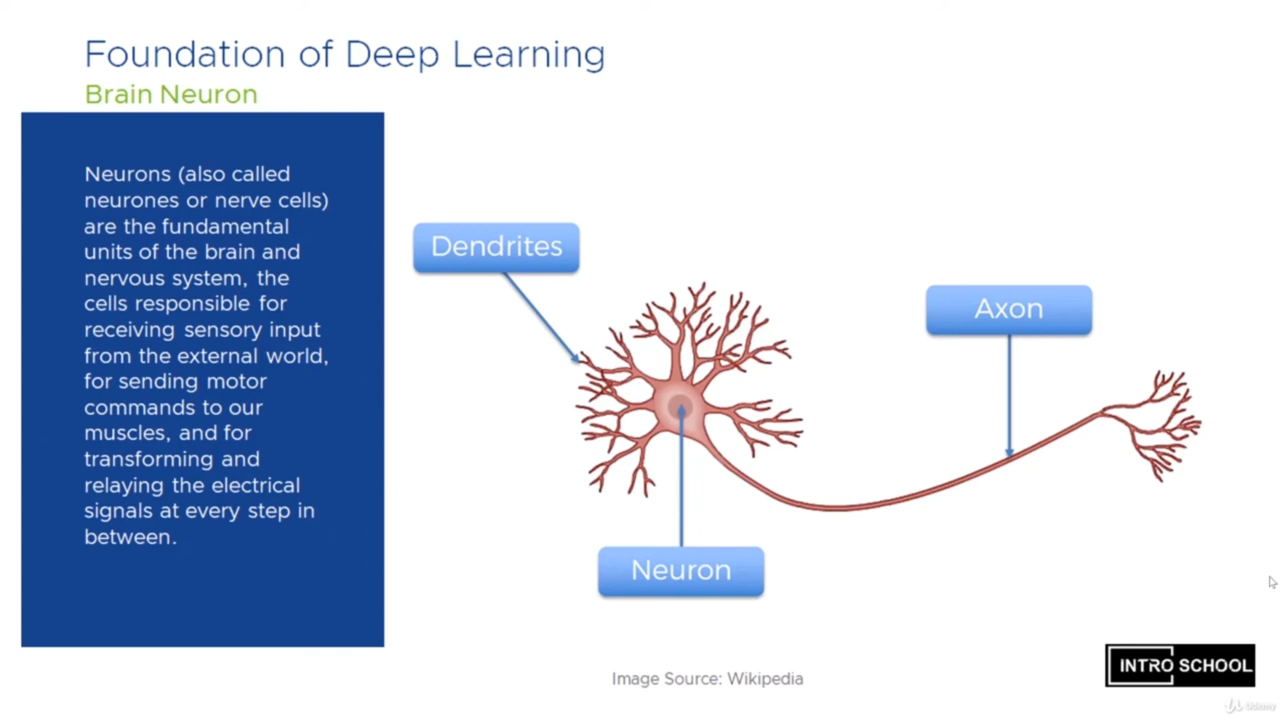 Foundation of Deep Learning
Brain Neuron
Neurons (also called
neurones or nerve cells)
are the fundamental
units of the brain and
nervous system, the
cells responsible for
receiving sensory input
from the external world,
for sending motor
commands to our
muscles, and for
transforming and
relaying the electrical
signals at every step in
between.
Dendrites
Axon
Neuron
Image Source: Wikipedia
INTRO SCHOOL
Udemy